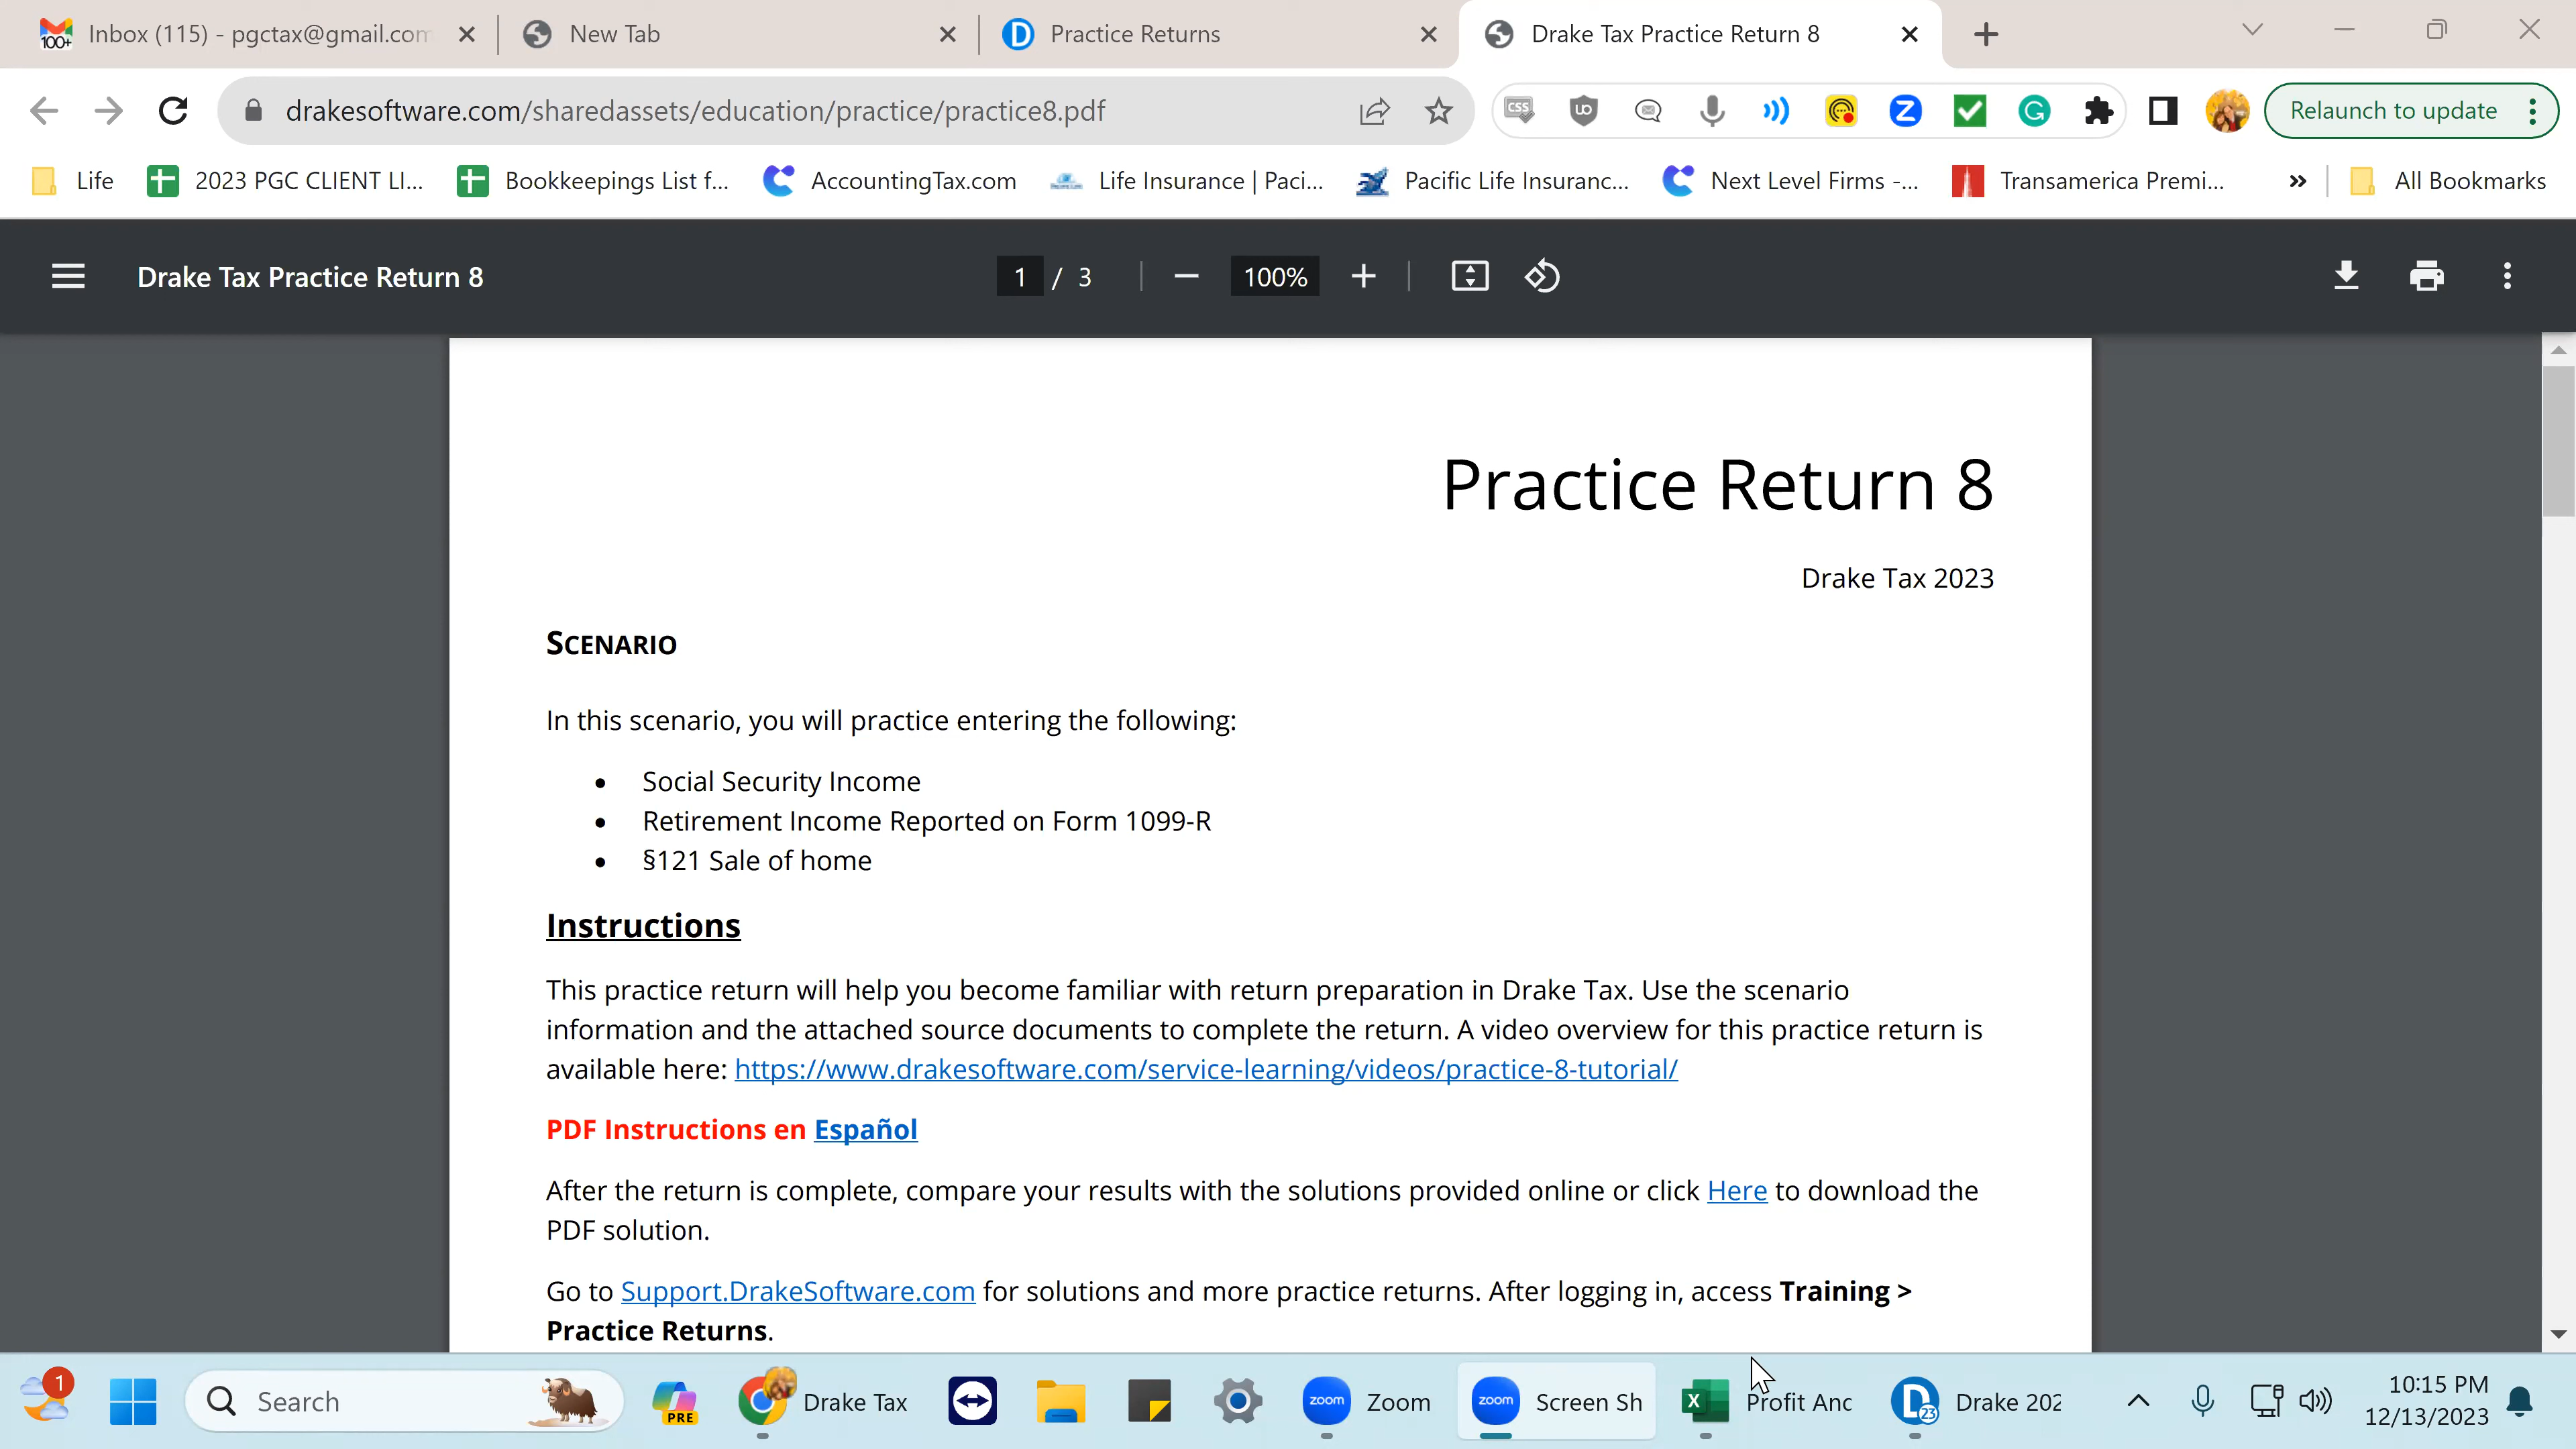 Inbox (115) - pgctax@gmail.com
New Tab
Practice Returns
Drake Tax Practice Return 8
drakesoftware.com/sharedassets/education/practice/practice8.pdf
Relaunch to update
Life
2023 PGC CLIENT LI...
Bookkeepings List f...
AccountingTax.com
Life Insurance | Paci...
Pacific Life Insuranc...
Next Level Firms -...
Transamerica Premi...
»
All Bookmarks
Drake Tax Practice Return 8
1 / 3
100%
Practice Return 8
Drake Tax 2023
SCENARIO
In this scenario, you will practice entering the following:
• Social Security Income
• Retirement Income Reported on Form 1099-R
• §121 Sale of home
Instructions
This practice return will help you become familiar with return preparation in Drake Tax. Use the scenario
information and the attached source documents to complete the return. A video overview for this practice return is
available here: https://www.drakesoftware.com/service-learning/videos/practice-8-tutorial/
PDF Instructions en Español
After the return is complete, compare your results with the solutions provided online or click Here to download the
PDF solution.
Go to Support.DrakeSoftware.com for solutions and more practice returns. After logging in, access Training >
Practice Returns.
1
Search
PRE
Drake Tax
zoom
Zoom
zoom
Screen Sh
Profit Anc
23
Drake 202
10:15 PM
12/13/2023